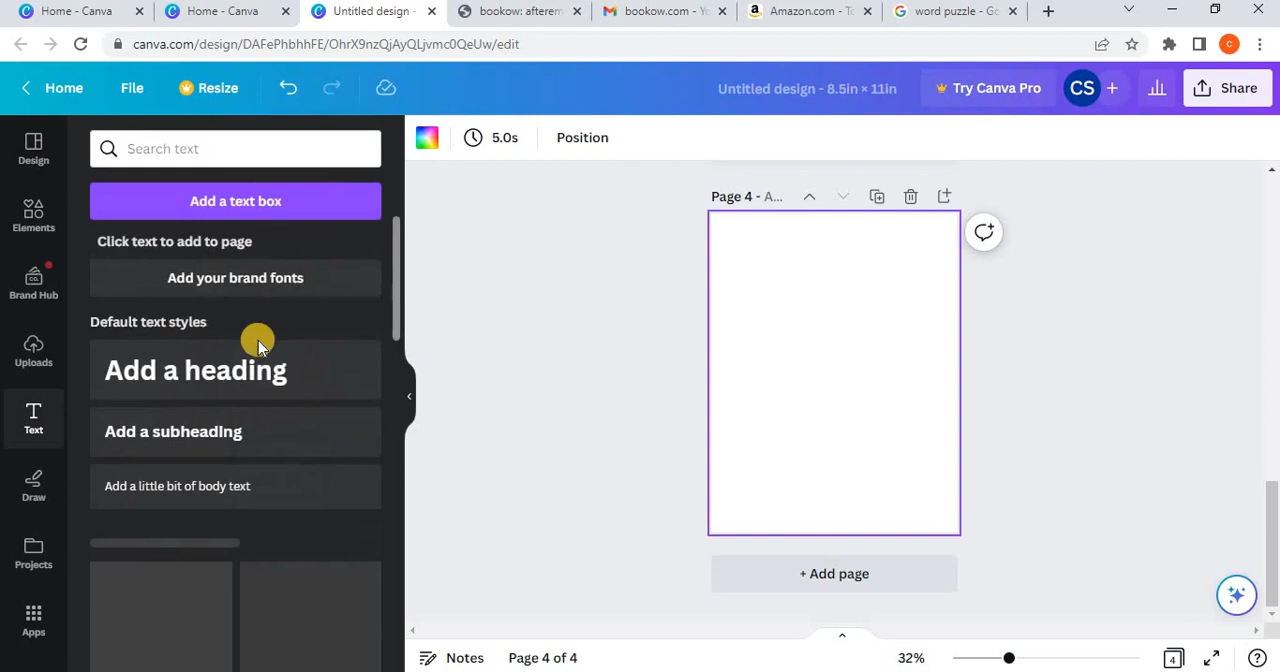 Home - Canva
Home - Canva
Untitled design -
bookow: afterem
bookow.com - Yo
Amazon.com - To
word puzzle - Go
canva.com/design/DAFePhbhhFE/OhrX9nzQjAyQLjvmc0QeUw/edit
C
Home
File
Resize
Untitled design - 8.5in × 11in
Try Canva Pro
CS
Share
Design
Elements
Brand Hub
Uploads
Text
Draw
Projects
Apps
Search text
Add a text box
Click text to add to page
Add your brand fonts
Default text styles
Add a heading
Add a subheading
Add a little bit of body text
5.0s
Position
Page 4 - A...
+ Add page
Notes
Page 4 of 4
32%
4